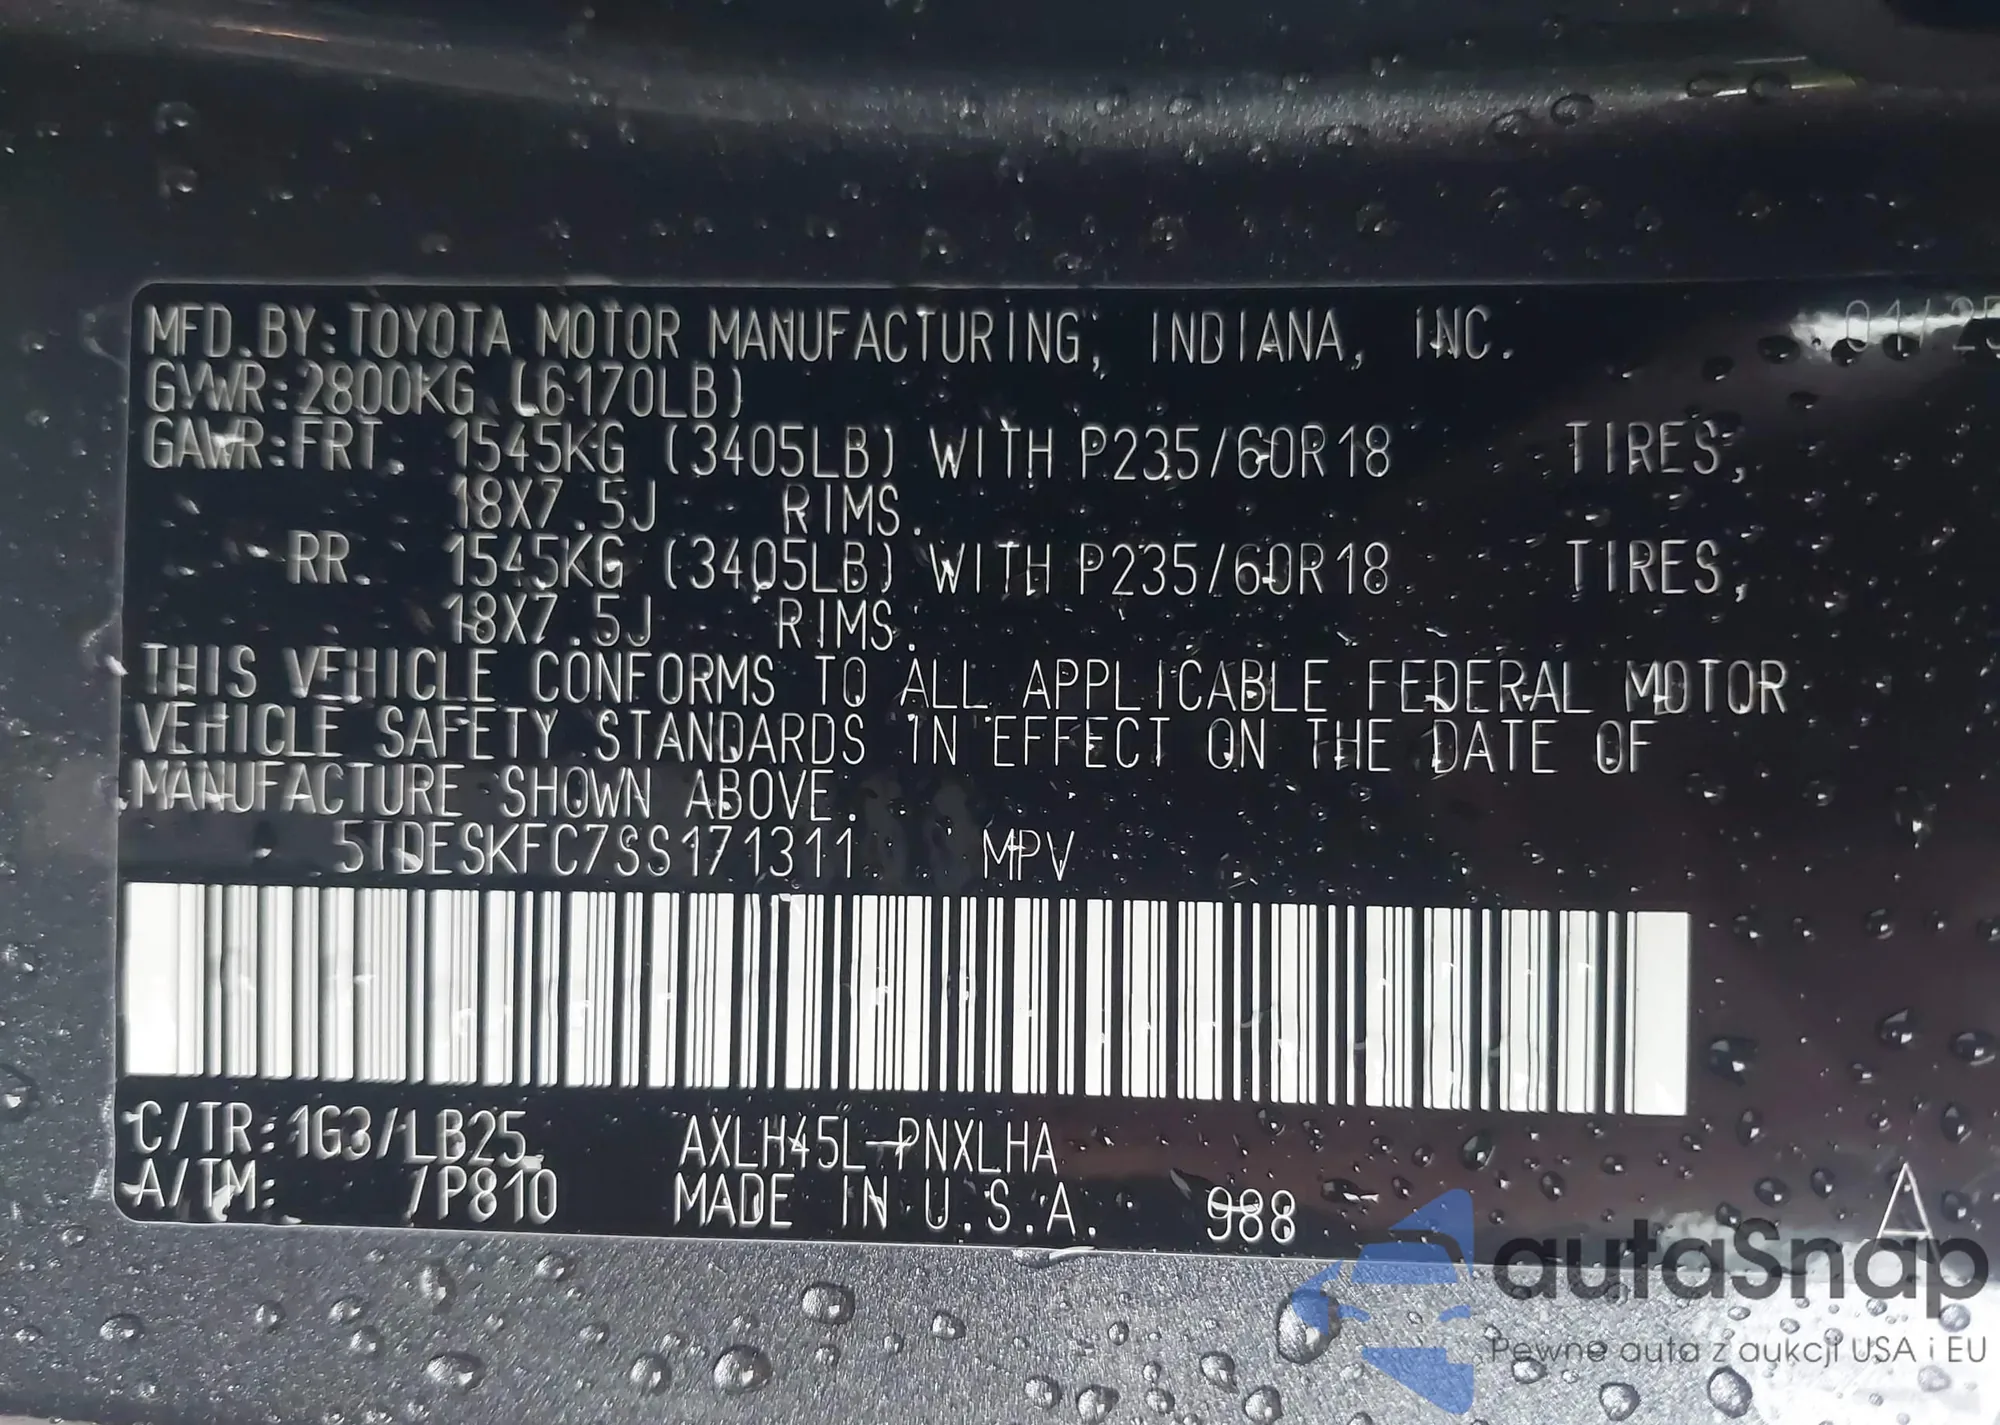 MFD.BY:TOYOTA MOTOR MANUFACTURING, INDIANA, INC. 01/25
GVWR:2800KG (6170LB)
GAWR:FRT. 1545KG (3405LB) WITH P235/60R18 TIRES,
18X7.5J RIMS.
RR. 1545KG (3405LB) WITH P235/60R18 TIRES,
18X7.5J RIMS.
THIS VEHICLE CONFORMS TO ALL APPLICABLE FEDERAL MOTOR
VEHICLE SAFETY STANDARDS IN EFFECT ON THE DATE OF
MANUFACTURE SHOWN ABOVE.
5TDESKFC7SS171311 MPV
C/TR:1G3/LB25 AXLH45L-PNXLHA
A/TM: /P810 MADE IN U.S.A. 988 A
autaSnap
Pewne auta z aukcji USA i EU